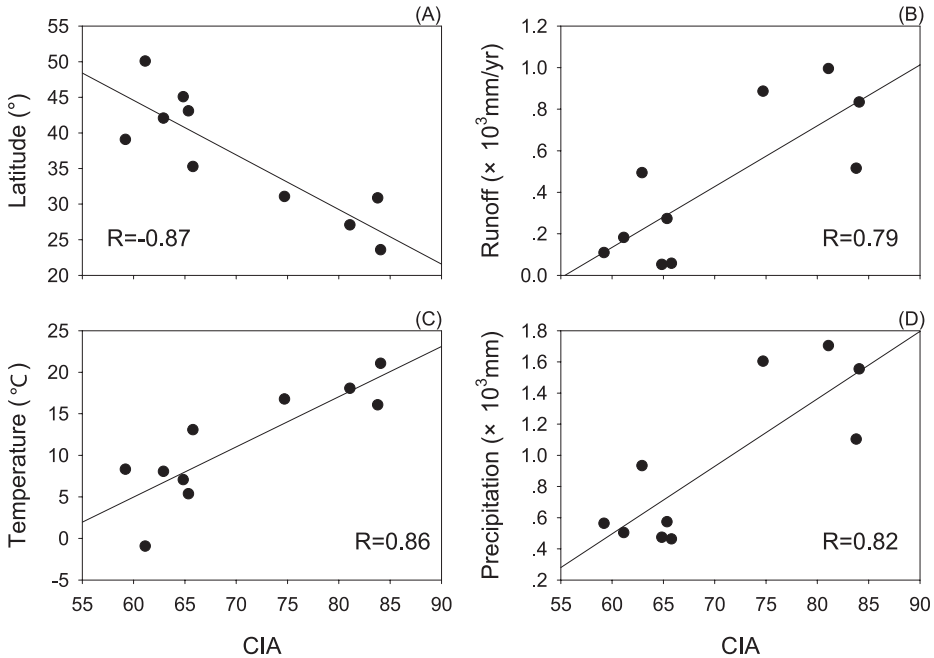 (A)
55
50
45
40
35
30
25
20
Latitude (°)
R=-0.87
(B)
1.2
1.0
.8
.6
.4
.2
0.0
Runoff (× 10³mm/yr)
R=0.79
(C)
25
20
15
10
5
0
-5
Temperature (℃)
R=0.86
55 60 65 70 75 80 85 90
CIA
(D)
1.8
1.6
1.4
1.2
1.0
.8
.6
.4
.2
Precipitation (× 10³mm)
R=0.82
55 60 65 70 75 80 85 90
CIA